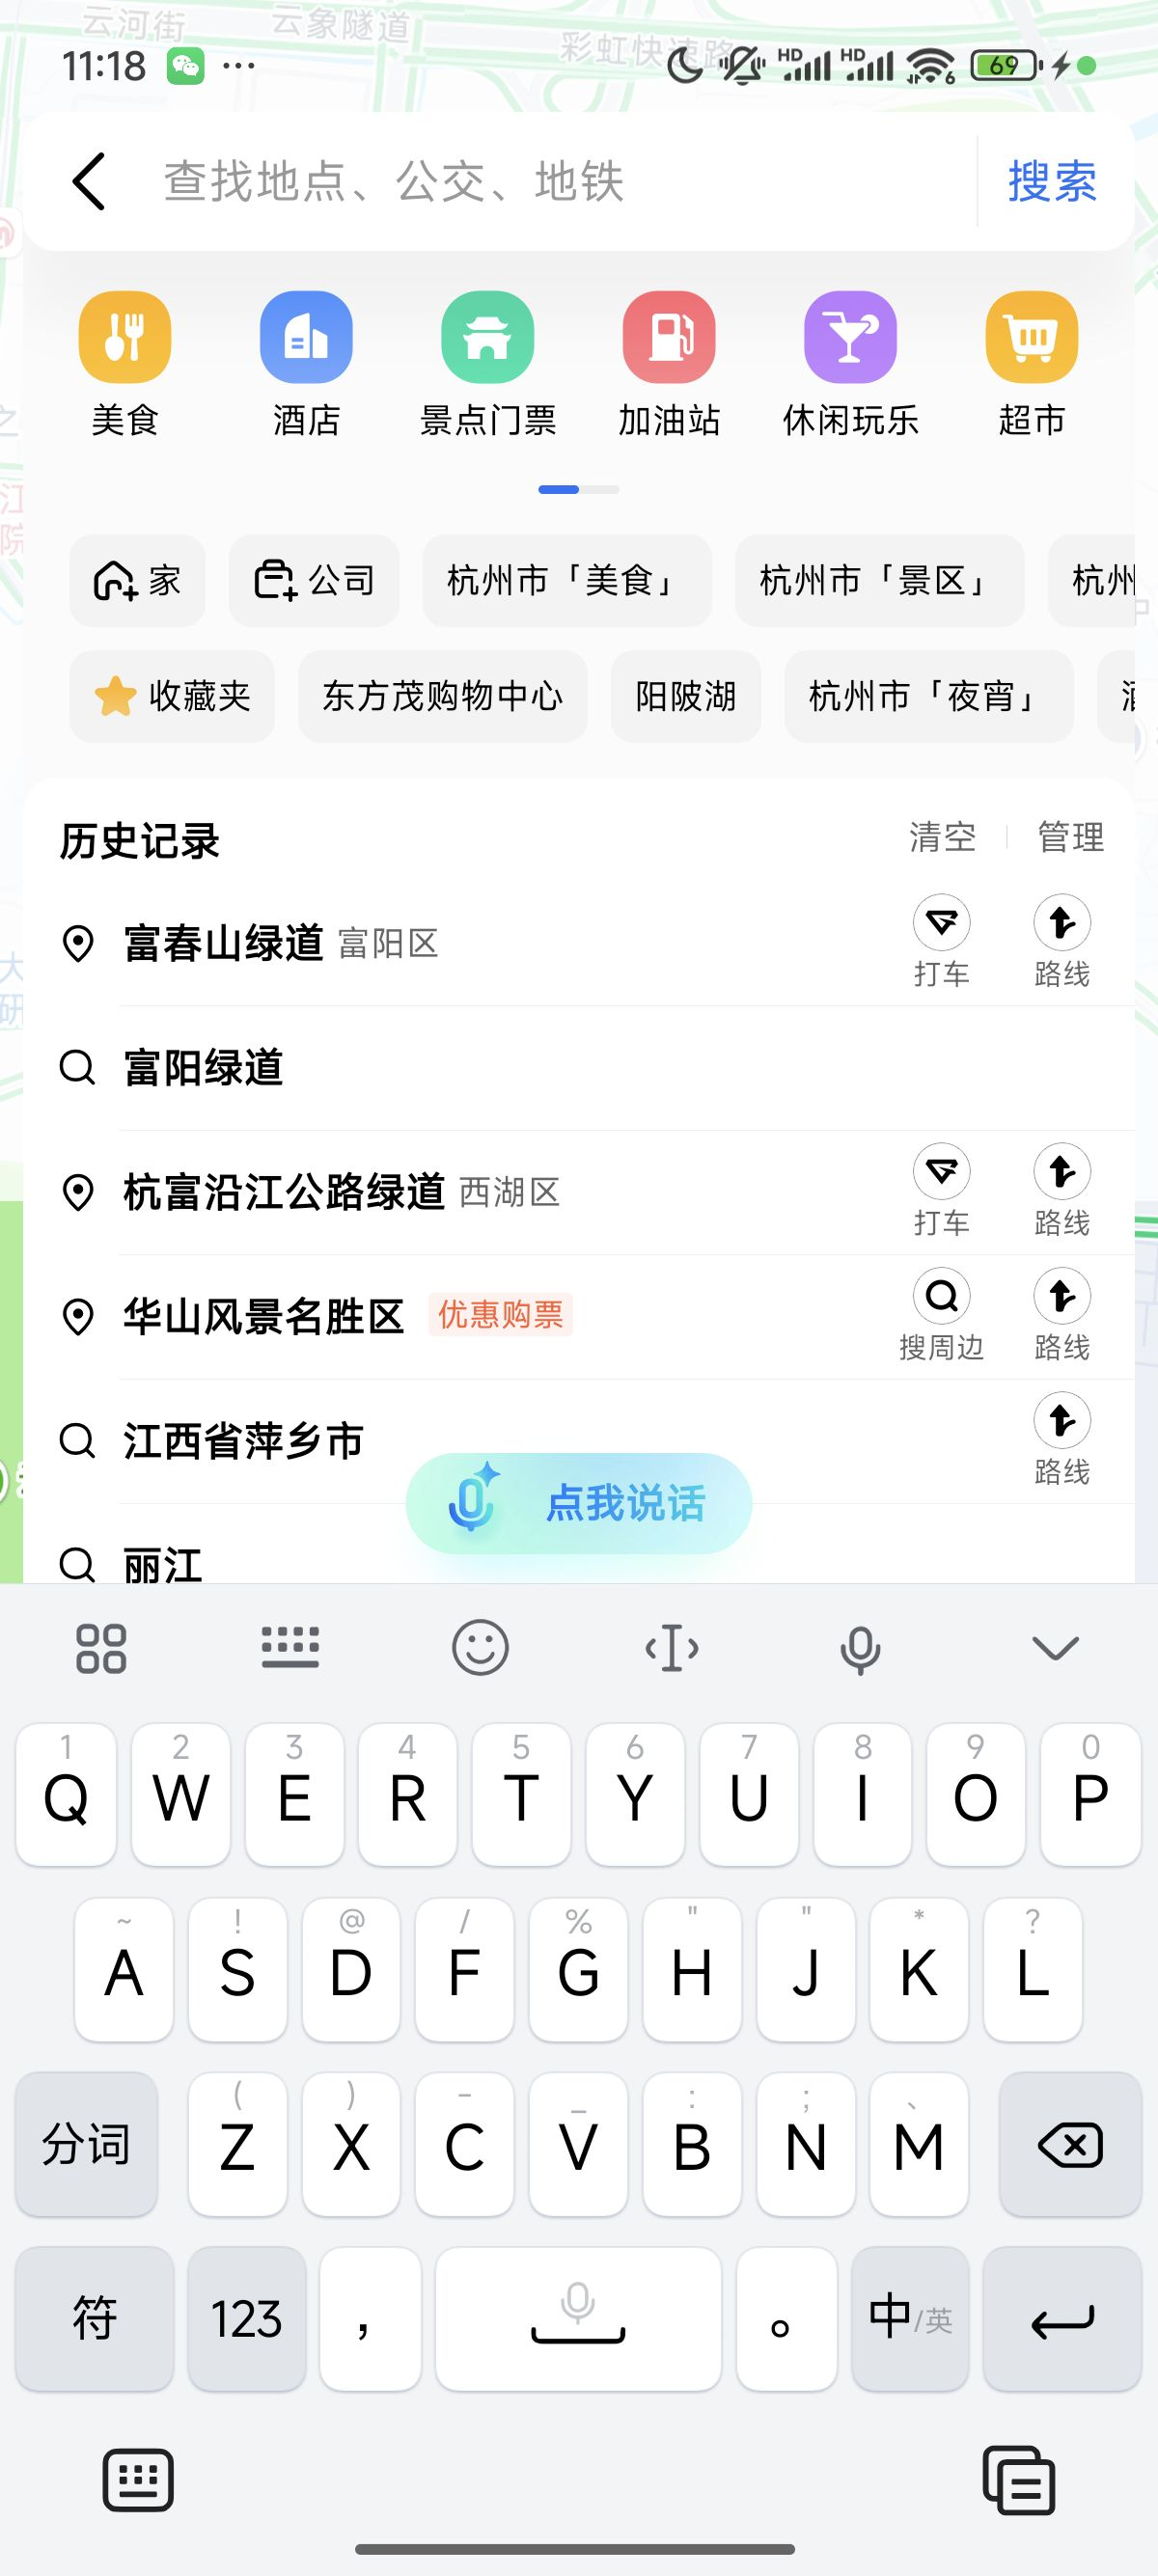 云河街
云象隧道
彩虹快速路
11:18
HD
HD
6
69
查找地点、公交、地铁
搜索
美食
酒店
景点门票
加油站
休闲玩乐
超市
家
公司
杭州市「美食」
杭州市「景区」
杭州
收藏夹
东方茂购物中心
阳陂湖
杭州市「夜宵」
历史记录
清空
管理
富春山绿道 富阳区
打车
路线
富阳绿道
杭富沿江公路绿道 西湖区
打车
路线
华山风景名胜区 优惠购票
搜周边
路线
江西省萍乡市
路线
点我说话
丽江
1 2 3 4 5 6 7 8 9 0
Q W E R T Y U I O P
~ ! @ / % " " * ?
A S D F G H J K L
( ) - _ : ; 、
分词 Z X C V B N M
符 123 , 。 中/英